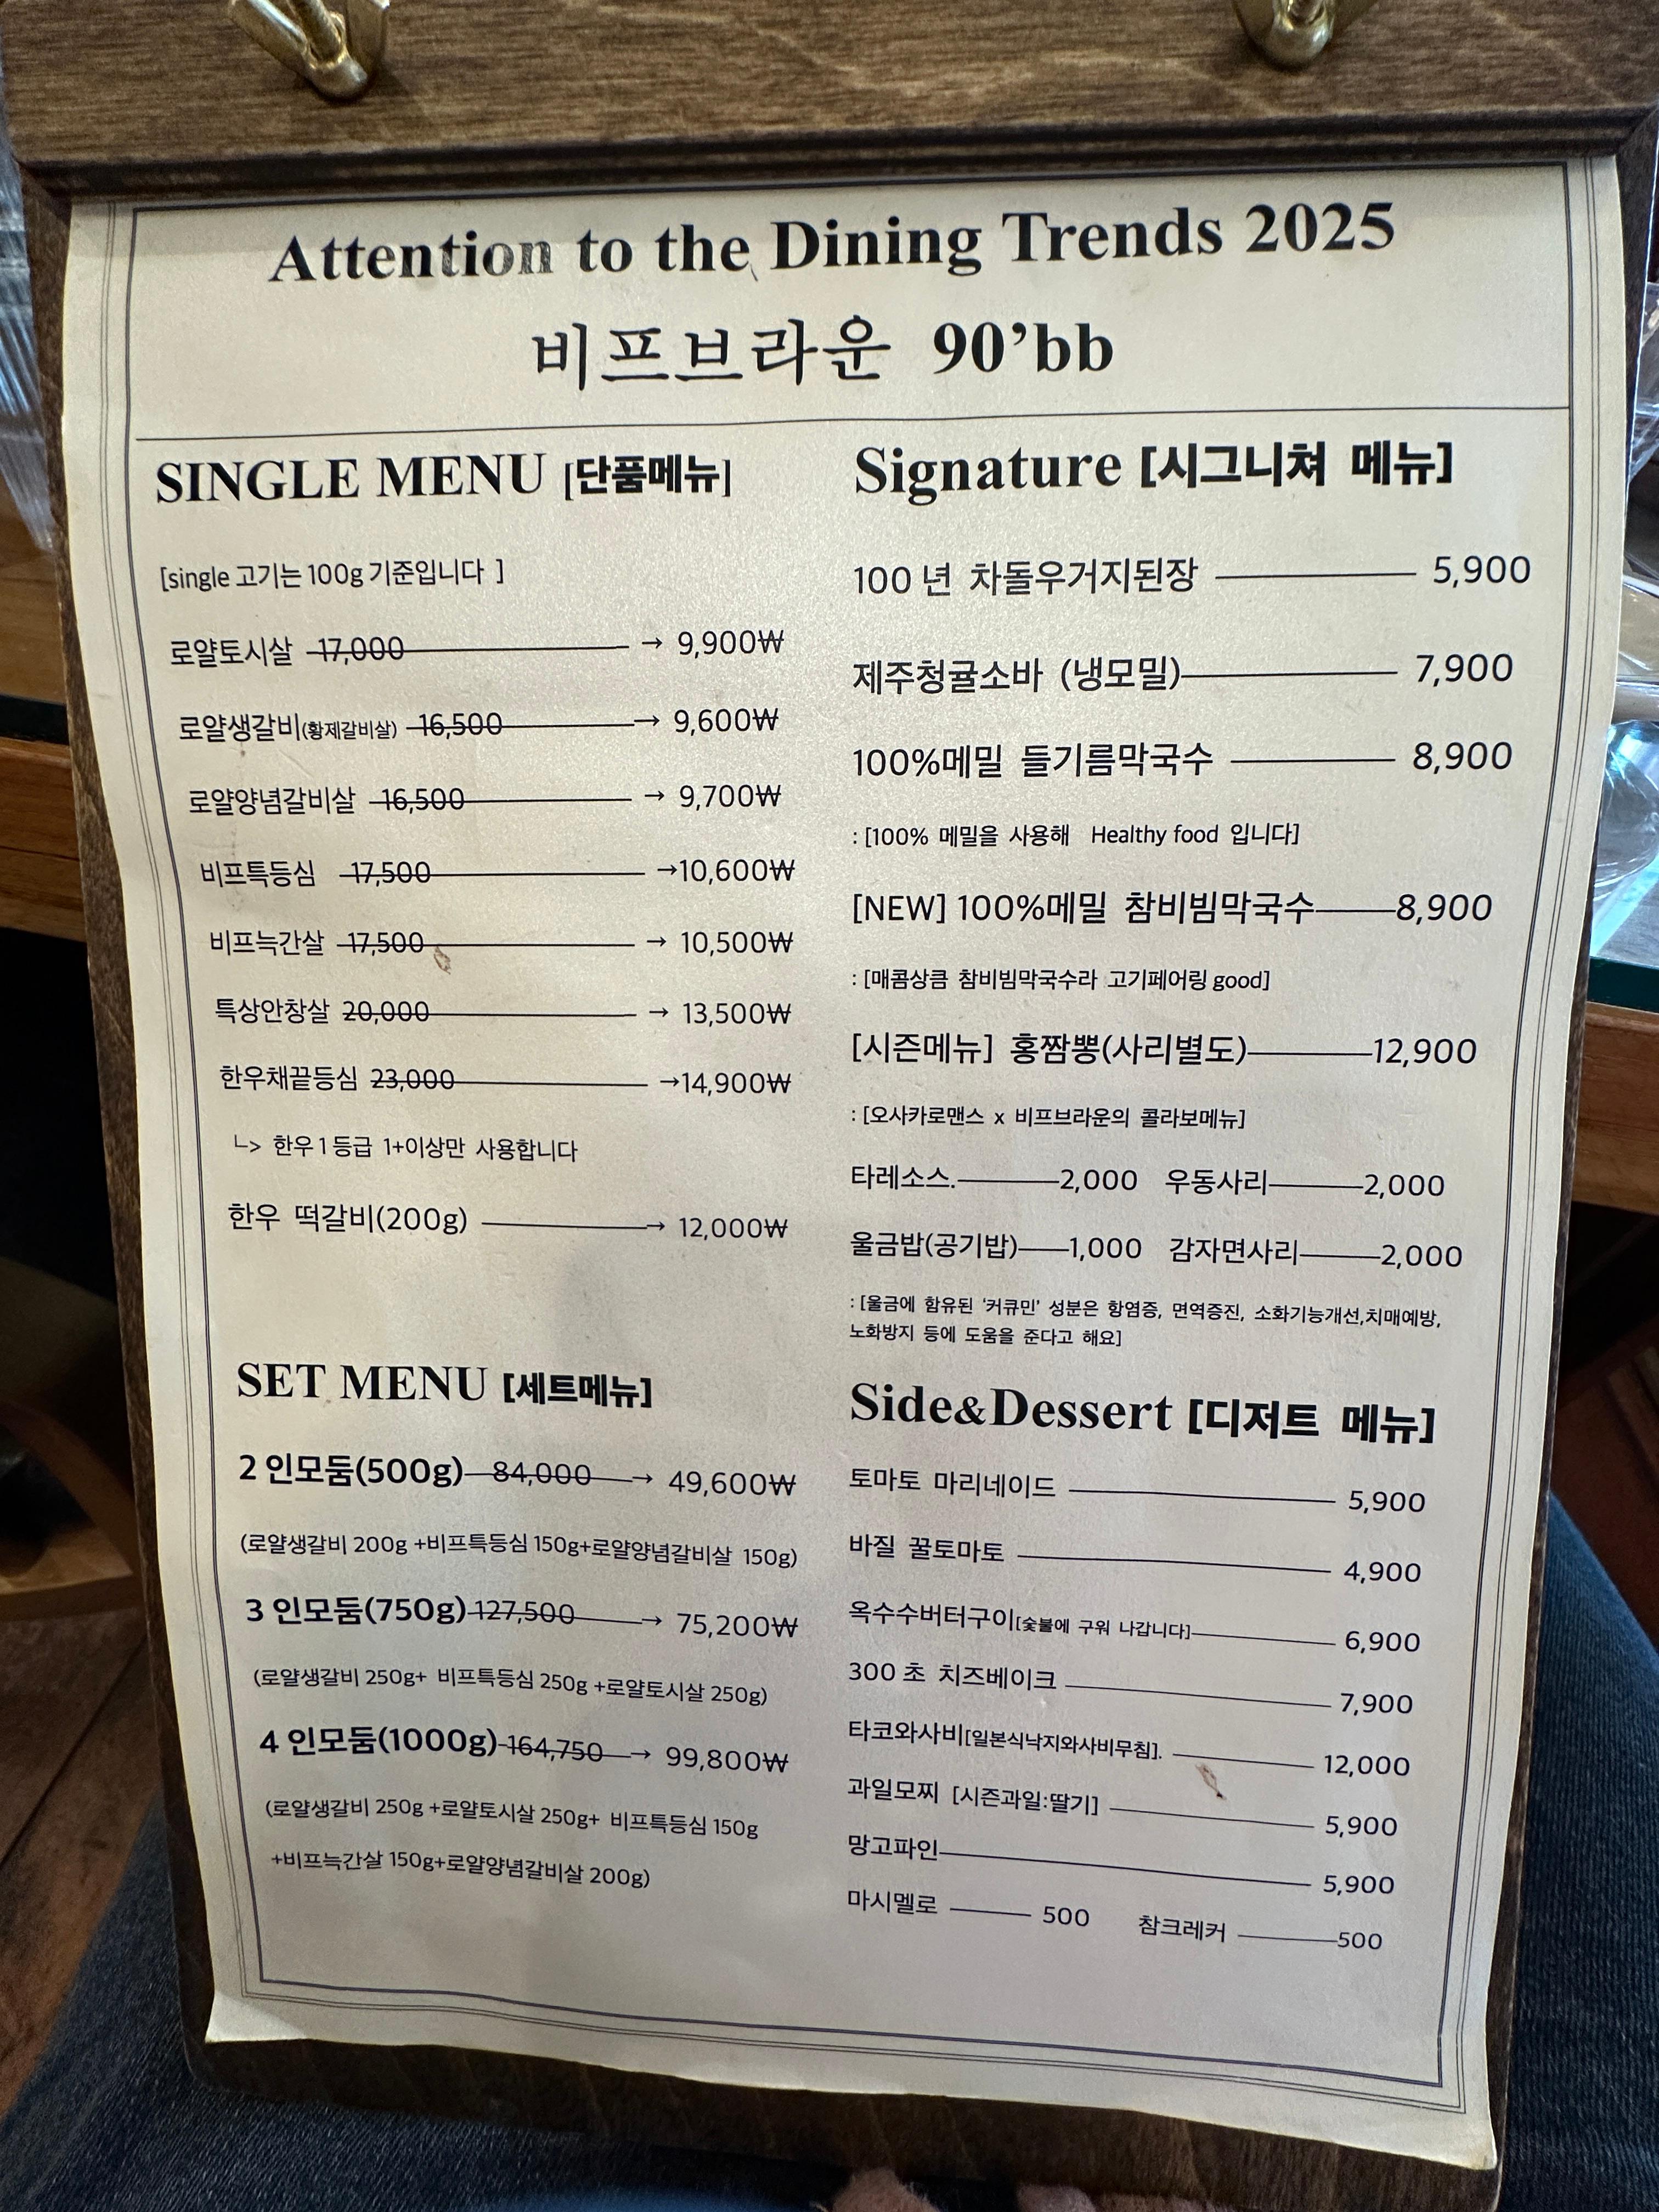 Attention to the Dining Trends 2025
비프브라운 90’bb
SINGLE MENU [단품메뉴]
[single 고기는 100g 기준입니다 ]
로얄토시살 17,000 → 9,900₩
로얄생갈비(황제갈비살) 16,500 → 9,600₩
로얄양념갈비살 16,500 → 9,700₩
비프특등심 17,500 →10,600₩
비프늑간살 17,500 → 10,500₩
특상안창살 20,000 → 13,500₩
한우채끝등심 23,000 →14,900₩
└> 한우 1 등급 1+이상만 사용합니다
한우 떡갈비(200g) → 12,000₩
SET MENU [세트메뉴]
2 인모둠(500g) 84,000 → 49,600₩
(로얄생갈비 200g +비프특등심 150g+로얄양념갈비살 150g)
3 인모둠(750g) 127,500 → 75,200₩
(로얄생갈비 250g+ 비프특등심 250g +로얄토시살 250g)
4 인모둠(1000g) 164,750 → 99,800₩
(로얄생갈비 250g +로얄토시살 250g+ 비프특등심 150g
+비프늑간살 150g+로얄양념갈비살 200g)
Signature [시그니쳐 메뉴]
100 년 차돌우거지된장 5,900
제주청귤소바 (냉모밀) 7,900
100%메밀 들기름막국수 8,900
: [100% 메밀을 사용해 Healthy food 입니다]
[NEW] 100%메밀 참비빔막국수 8,900
: [매콤상큼 참비빔막국수라 고기페어링 good]
[시즌메뉴] 홍짬뽕(사리별도) 12,900
: [오사카로맨스 x 비프브라운의 콜라보메뉴]
타레소스. 2,000 우동사리 2,000
울금밥(공기밥) 1,000 감자면사리 2,000
: [울금에 함유된 ‘커큐민’ 성분은 항염증, 면역증진, 소화기능개선,치매예방,
노화방지 등에 도움을 준다고 해요]
Side&Dessert [디저트 메뉴]
토마토 마리네이드 5,900
바질 꿀토마토 4,900
옥수수버터구이[숯불에 구워 나갑니다] 6,900
300 초 치즈베이크 7,900
타코와사비[일본식낙지와사비무침]. 12,000
과일모찌 [시즌과일:딸기] 5,900
망고파인 5,900
마시멜로 500 참크레커 500